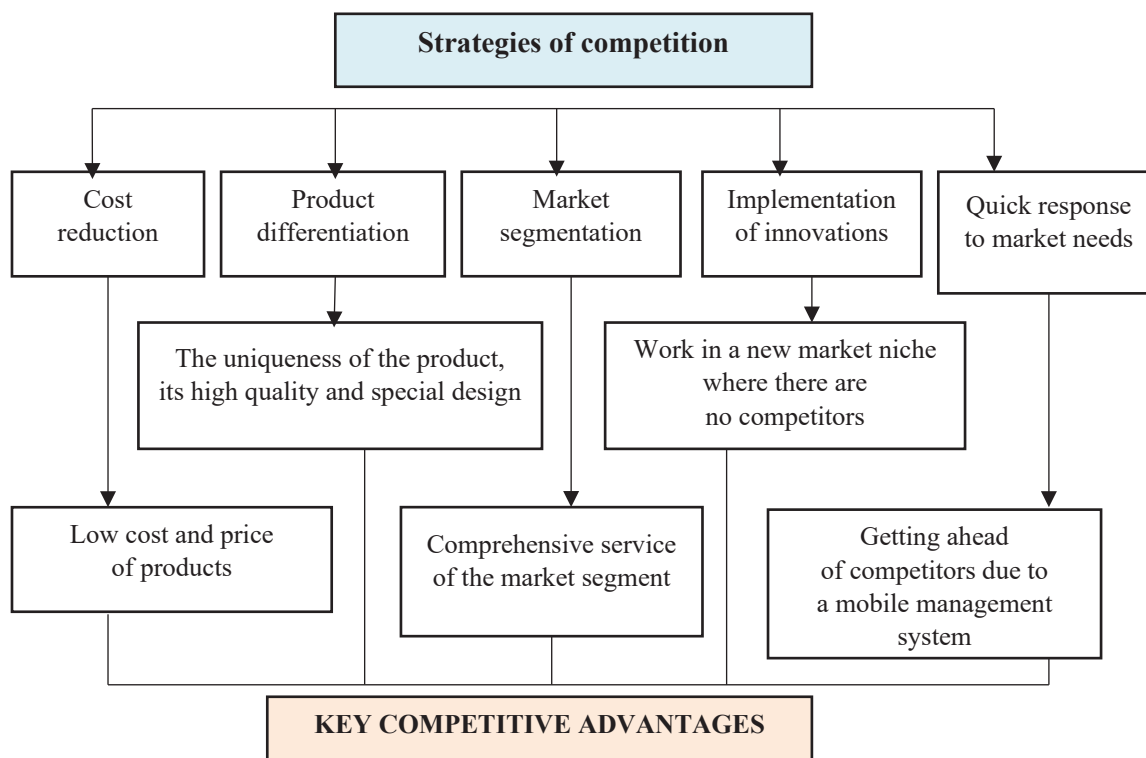 Strategies of competition
Cost
reduction
Product
differentiation
Market
segmentation
Implementation
of innovations
Quick response
to market needs
The uniqueness of the product,
its high quality and special design
Work in a new market niche
where there are
no competitors
Low cost and price
of products
Comprehensive service
of the market segment
Getting ahead
of competitors due to
a mobile management
system
KEY COMPETITIVE ADVANTAGES